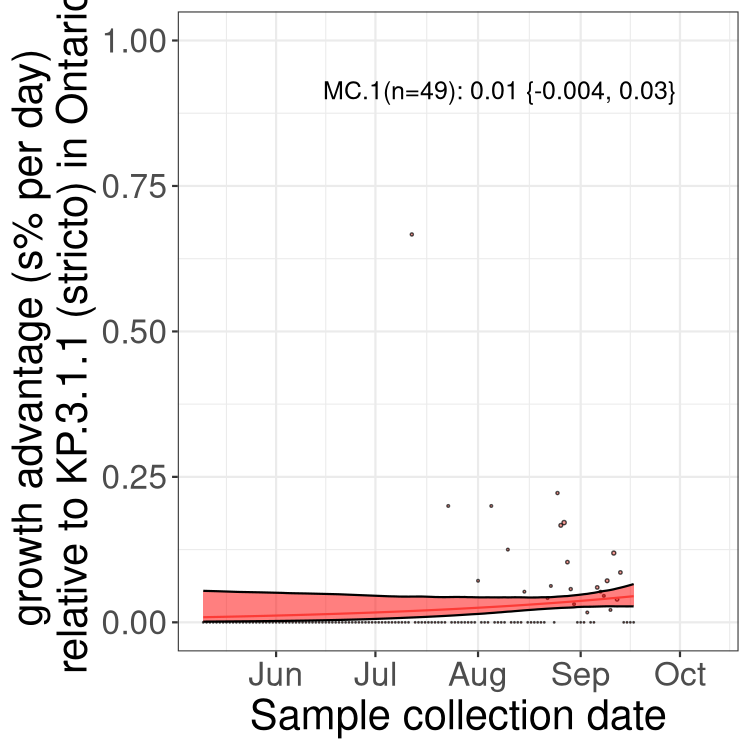 growth advantage (s% per day)
relative to KP.3.1.1 (stricto) in Ontario
1.00
0.75
0.50
0.25
0.00
MC.1(n=49): 0.01 {-0.004, 0.03}
Jun Jul Aug Sep Oct
Sample collection date